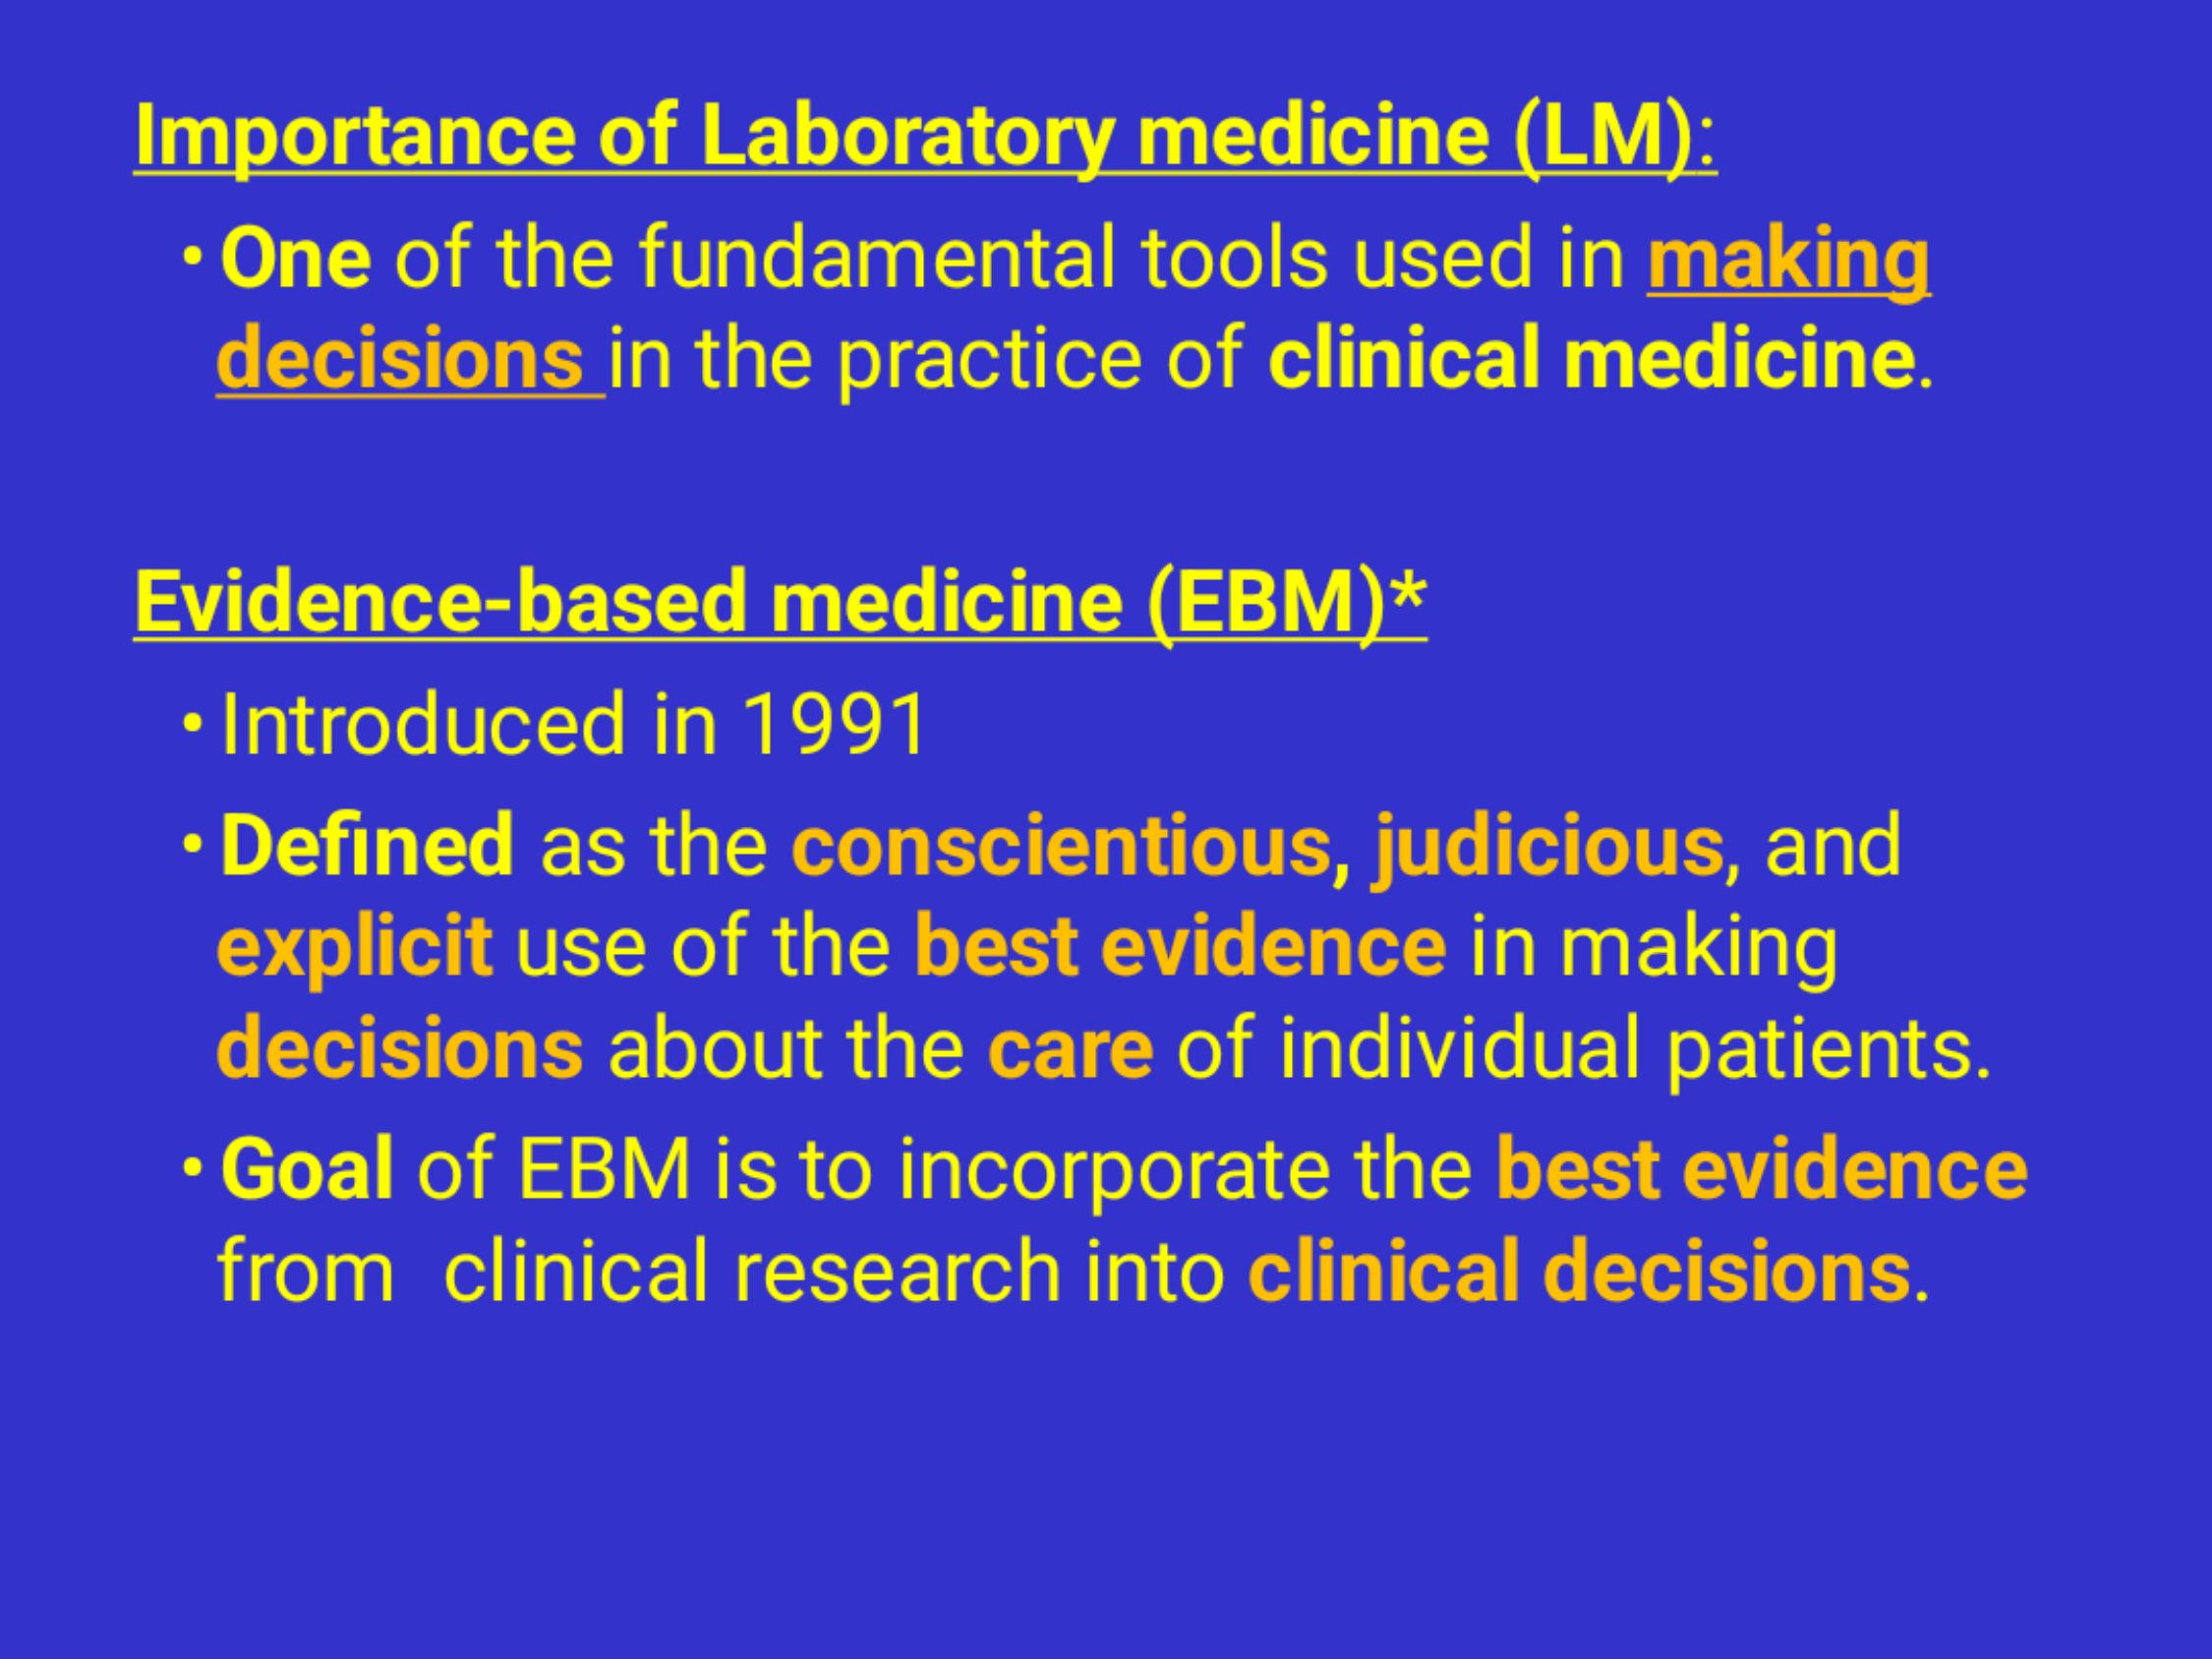 Importance of Laboratory medicine (LM):
• One of the fundamental tools used in making
decisions in the practice of clinical medicine.
Evidence-based medicine (EBM)*
• Introduced in 1991
• Defined as the conscientious, judicious, and
explicit use of the best evidence in making
decisions about the care of individual patients.
• Goal of EBM is to incorporate the best evidence
from  clinical research into clinical decisions.